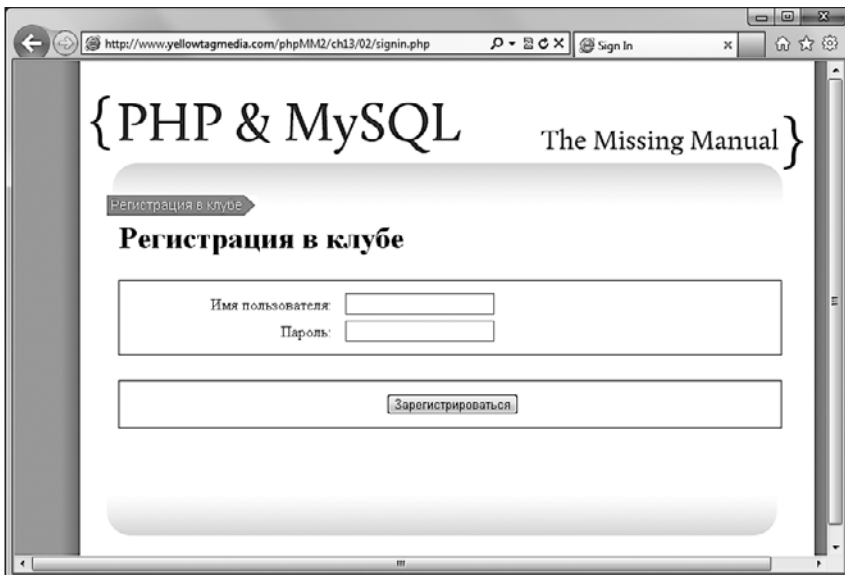 http://www.yellowtagmedia.com/phpMM2/ch13/02/signin.php
Sign In
{PHP & MySQL
The Missing Manual}
Регистрация в клубе
Регистрация в клубе
Имя пользователя:
Пароль:
Зарегистрироваться